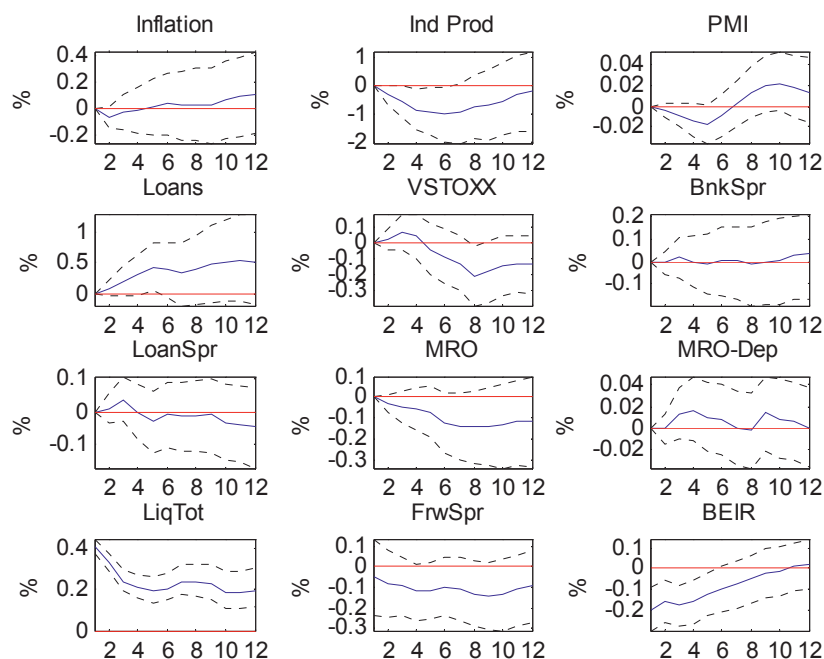 Inflation Ind Prod PMI
0.4 1 0.04
0.2 0 0.02
0 -1 0
-0.2 -2 -0.02
% % %
2 4 6 8 10 12 2 4 6 8 10 12 2 4 6 8 10 12
Loans VSTOXX BnkSpr
1 0.1 0.2
0.5 0 0.1
0 -0.1 0
-0.2 -0.1
-0.3
% % %
2 4 6 8 10 12 2 4 6 8 10 12 2 4 6 8 10 12
LoanSpr MRO MRO-Dep
0.1 0.1 0.04
0 0 0.02
-0.1 -0.1 0
-0.2 -0.02
-0.3
% % %
2 4 6 8 10 12 2 4 6 8 10 12 2 4 6 8 10 12
LiqTot FrwSpr BEIR
0.4 0.1 0.1
0.2 0 0
0 -0.1 -0.1
-0.2 -0.2
-0.3
% % %
2 4 6 8 10 12 2 4 6 8 10 12 2 4 6 8 10 12